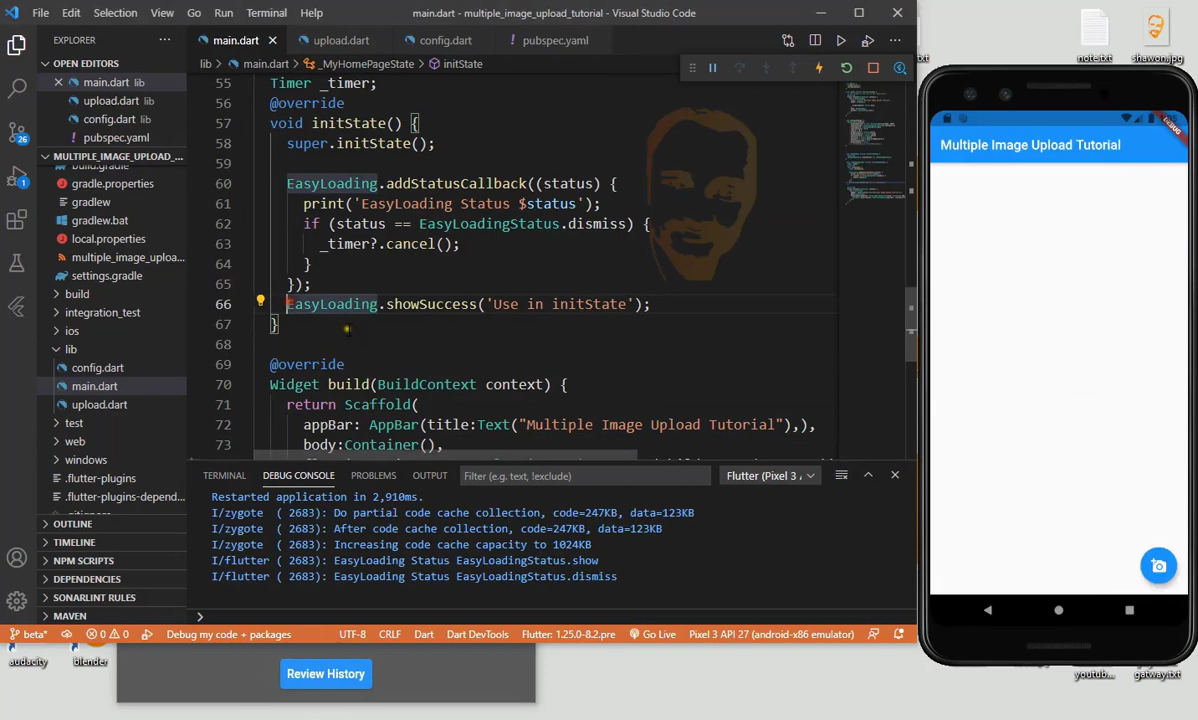 File Edit Selection View Go Run Terminal Help main.dart - multiple_image_upload_tutorial - Visual Studio Code
EXPLORER
OPEN EDITORS
main.dart lib
upload.dart lib
config.dart lib
pubspec.yaml
MULTIPLE_IMAGE_UPLOAD_...
build.gradle
gradle.properties
gradlew
gradlew.bat
local.properties
multiple_image_uploa...
settings.gradle
build
integration_test
ios
lib
config.dart
main.dart
upload.dart
test
web
windows
.flutter-plugins
.flutter-plugins-depend...
.gitignore
OUTLINE
TIMELINE
NPM SCRIPTS
DEPENDENCIES
SONARLINT RULES
MAVEN
26
1
main.dart upload.dart config.dart pubspec.yaml
lib main.dart _MyHomePageState initState
55 Timer _timer;
56 @override
57 void initState() {
58 super.initState();
59
60 EasyLoading.addStatusCallback((status) {
61 print('EasyLoading Status $status');
62 if (status == EasyLoadingStatus.dismiss) {
63 _timer?.cancel();
64 }
65 });
66 EasyLoading.showSuccess('Use in initState');
67 }
68
69 @override
70 Widget build(BuildContext context) {
71 return Scaffold(
72 appBar: AppBar(title:Text("Multiple Image Upload Tutorial"),),
73 body:Container(),
TERMINAL DEBUG CONSOLE PROBLEMS OUTPUT Filter (e.g. text, !exclude) Flutter (Pixel 3
Restarted application in 2,910ms.
I/zygote ( 2683): Do partial code cache collection, code=247KB, data=123KB
I/zygote ( 2683): After code cache collection, code=247KB, data=123KB
I/zygote ( 2683): Increasing code cache capacity to 1024KB
I/flutter ( 2683): EasyLoading Status EasyLoadingStatus.show
I/flutter ( 2683): EasyLoading Status EasyLoadingStatus.dismiss
beta* 0 0 Debug my code + packages UTF-8 CRLF Dart Dart DevTools Flutter: 1.25.0-8.2.pre Go Live Pixel 3 API 27 (android-x86 emulator)
audacity
blender
Review History
note.txt
shawon.jpg
Multiple Image Upload Tutorial
DEBUG
youtub...
gatway.txt